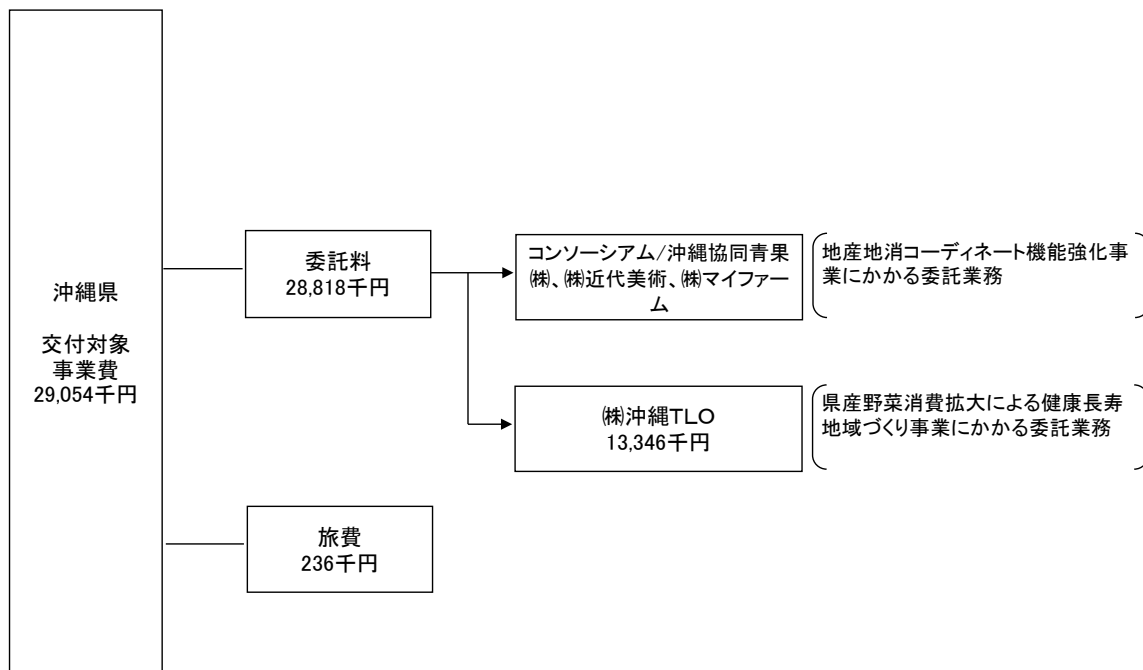 沖縄県
交付対象
事業費
29,054千円
委託料
28,818千円
コンソーシアム/沖縄協同青果
㈱、㈱近代美術、㈱マイファー
ム
地産地消コーディネート機能強化事
業にかかる委託業務
㈱沖縄TLO
13,346千円
県産野菜消費拡大による健康長寿
地域づくり事業にかかる委託業務
旅費
236千円